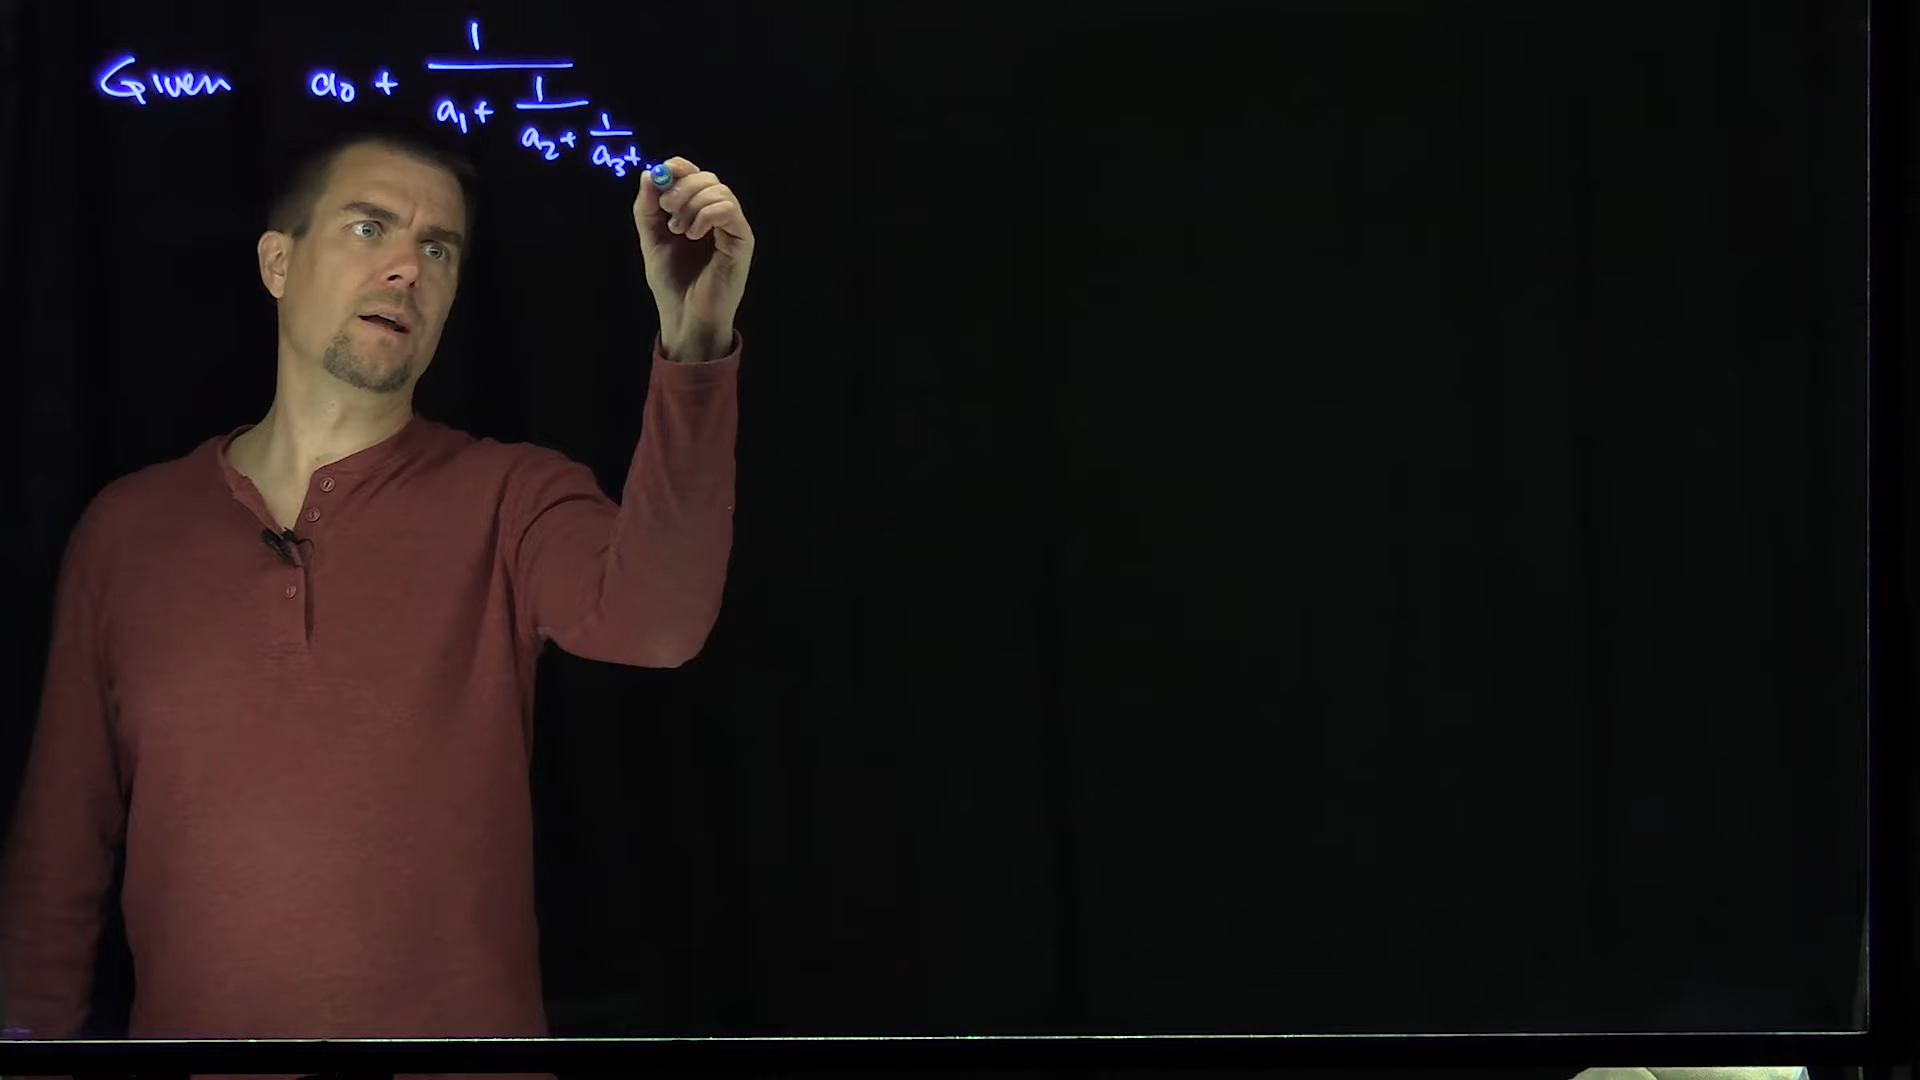 Given a₀ + 1/(a₁ + 1/(a₂ + 1/(a₃ + .